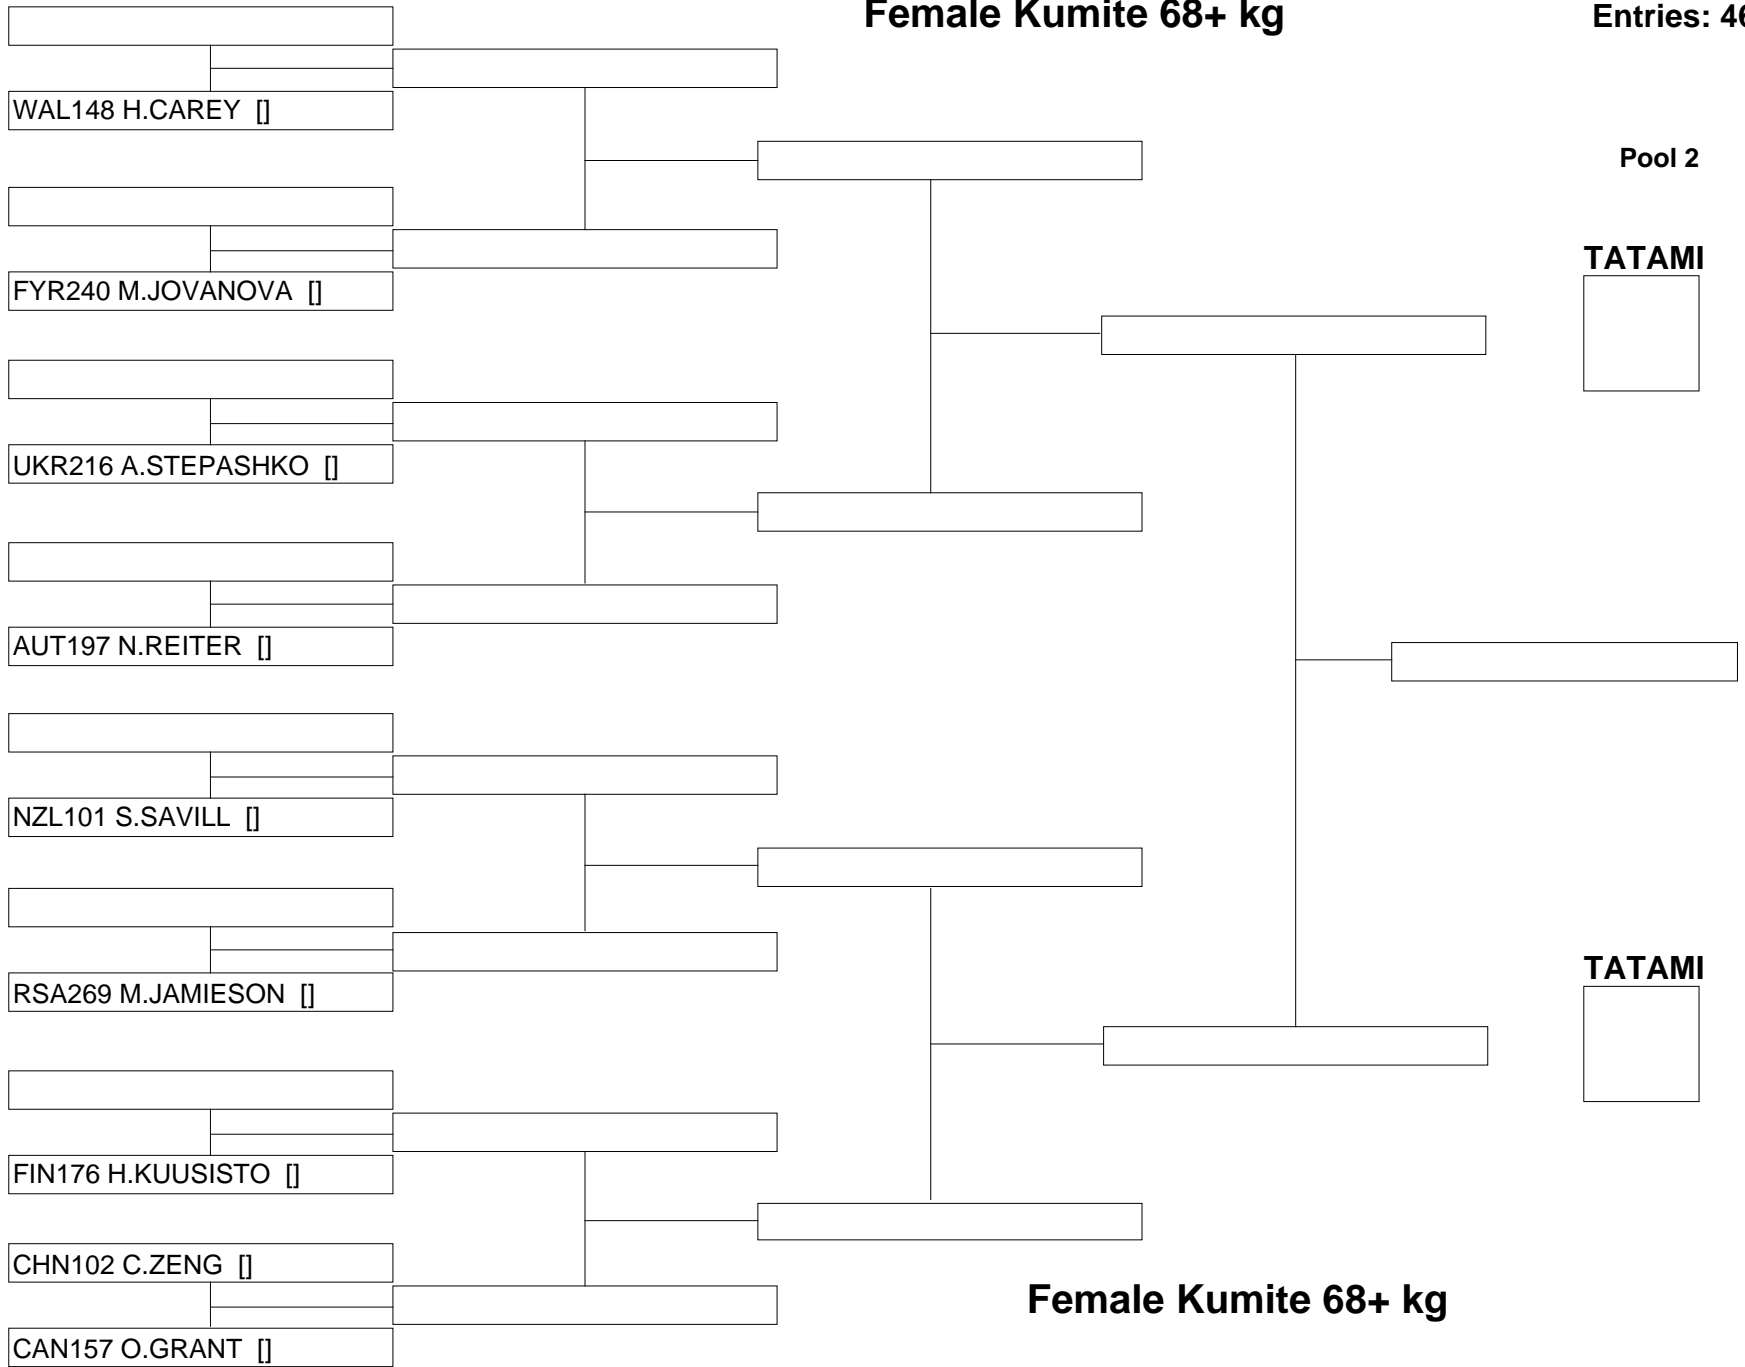 Female Kumite 68+ kg
Entries: 46
WAL148 H.CAREY []
Pool 2
FYR240 M.JOVANOVA []
TATAMI
UKR216 A.STEPASHKO []
AUT197 N.REITER []
NZL101 S.SAVILL []
RSA269 M.JAMIESON []
TATAMI
FIN176 H.KUUSISTO []
CHN102 C.ZENG []
Female Kumite 68+ kg
CAN157 O.GRANT []